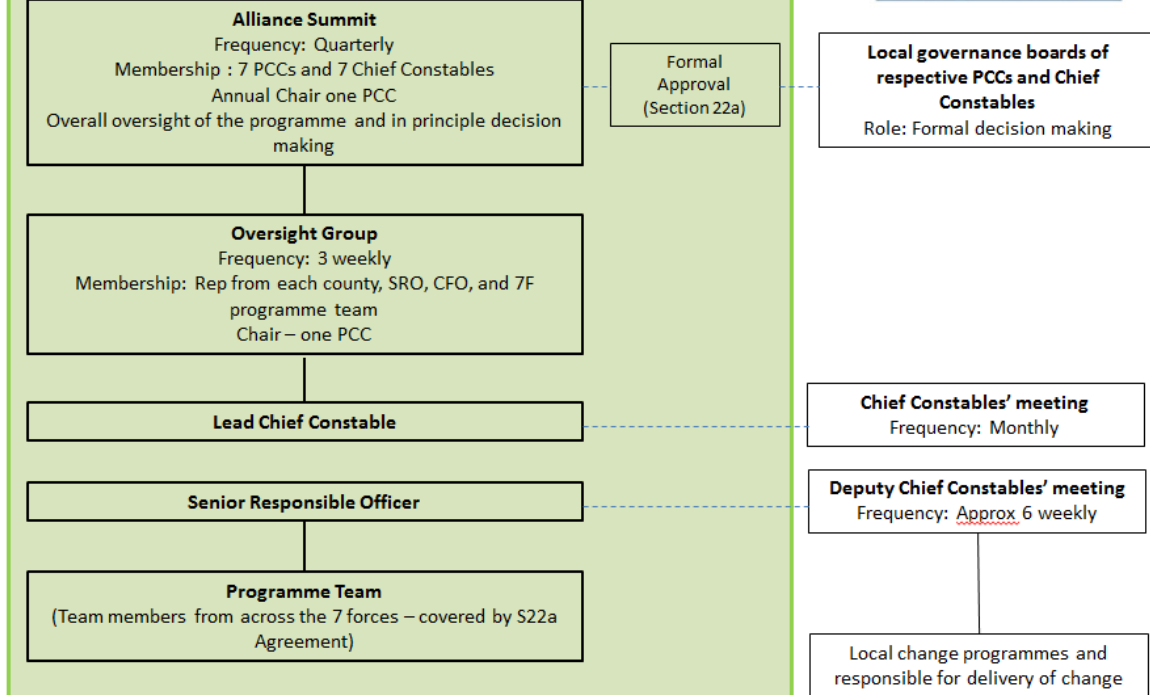 Alliance Summit
Frequency: Quarterly
Membership : 7 PCCs and 7 Chief Constables
Annual Chair one PCC
Overall oversight of the programme and in principle decision
making
Formal
Approval
(Section 22a)
Local governance boards of
respective PCCs and Chief
Constables
Role: Formal decision making
Oversight Group
Frequency: 3 weekly
Membership: Rep from each county, SRO, CFO, and 7F
programme team
Chair – one PCC
Lead Chief Constable
Chief Constables’ meeting
Frequency: Monthly
Senior Responsible Officer
Deputy Chief Constables’ meeting
Frequency: Approx 6 weekly
Programme Team
(Team members from across the 7 forces – covered by S22a
Agreement)
Local change programmes and
responsible for delivery of change